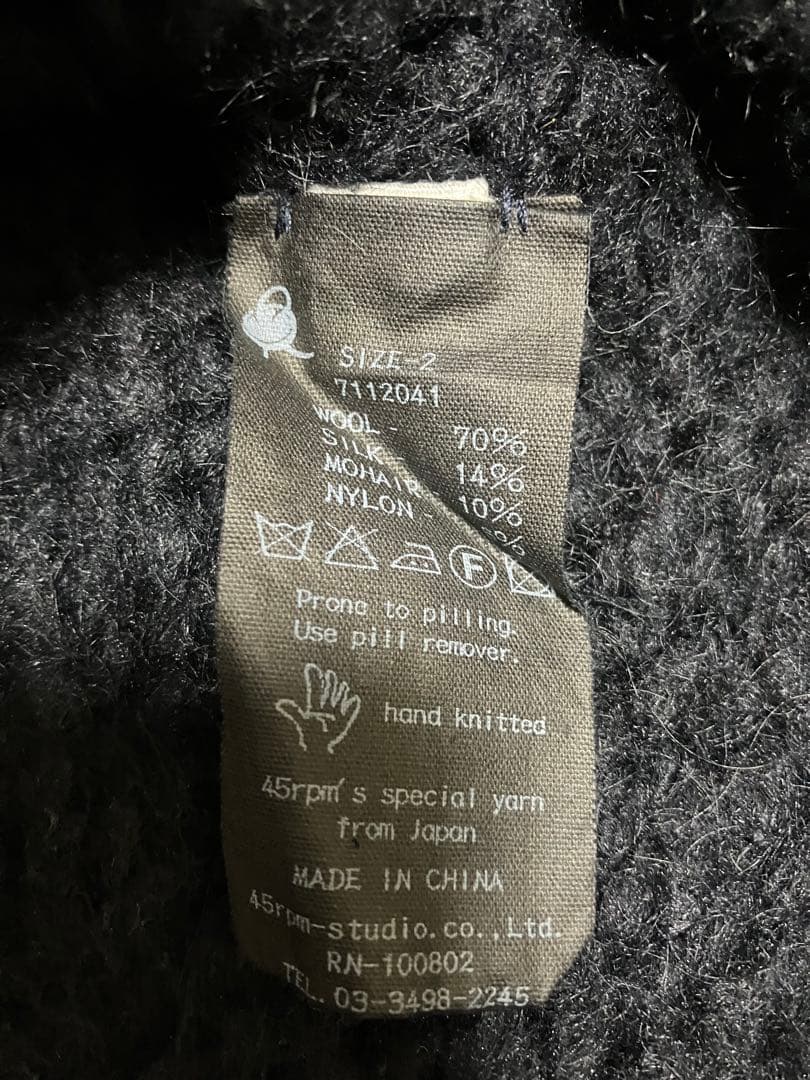 SIZE-2
7112041
WOOL - 70%
SILK 14%
MOHAIR 10%
NYLON - %
F
Prone to pilling.
Use pill remover.
hand knitted
45rpm's special yarn
from Japan
MADE IN CHINA
45rpm-studio.co.,Ltd.
RN-100802
TEL. 03-3498-2245